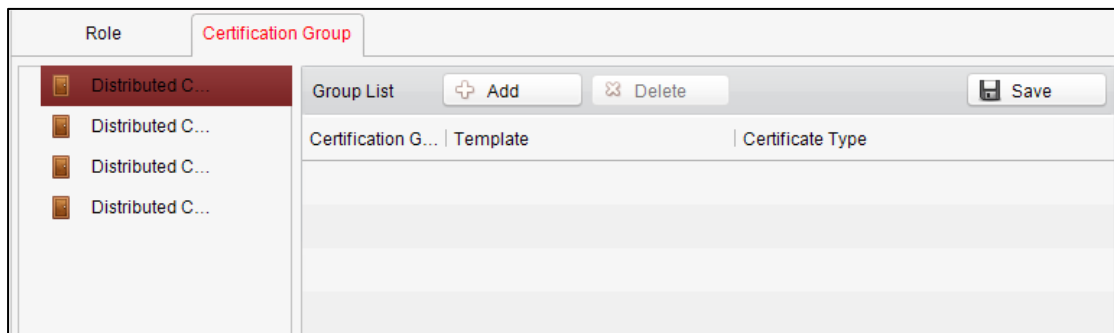 Role Certification Group
Distributed C...
Distributed C...
Distributed C...
Distributed C...
Group List Add Delete Save
Certification G... Template Certificate Type